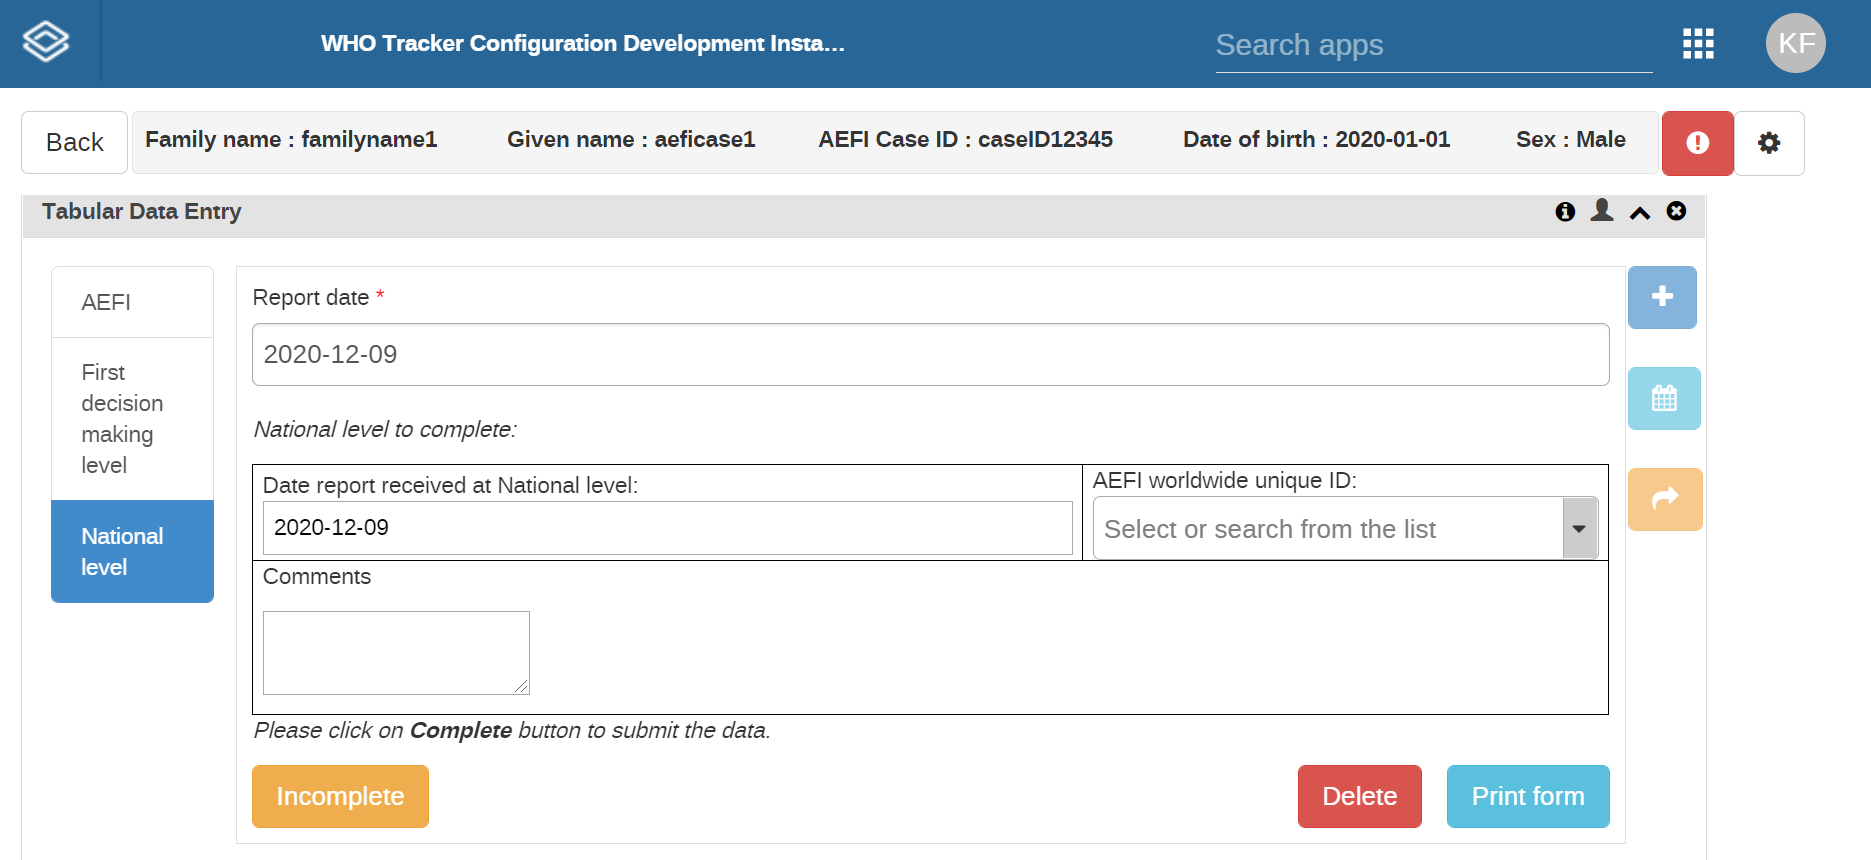 WHO Tracker Configuration Development Insta…
Search apps
KF
Back
Family name : familyname1 Given name : aeficase1 AEFI Case ID : caseID12345 Date of birth : 2020-01-01 Sex : Male
Tabular Data Entry
AEFI
First
decision
making
level
National
level
Report date *
2020-12-09
National level to complete:
Date report received at National level:
2020-12-09
AEFI worldwide unique ID:
Select or search from the list
Comments
Please click on Complete button to submit the data.
Incomplete
Delete
Print form